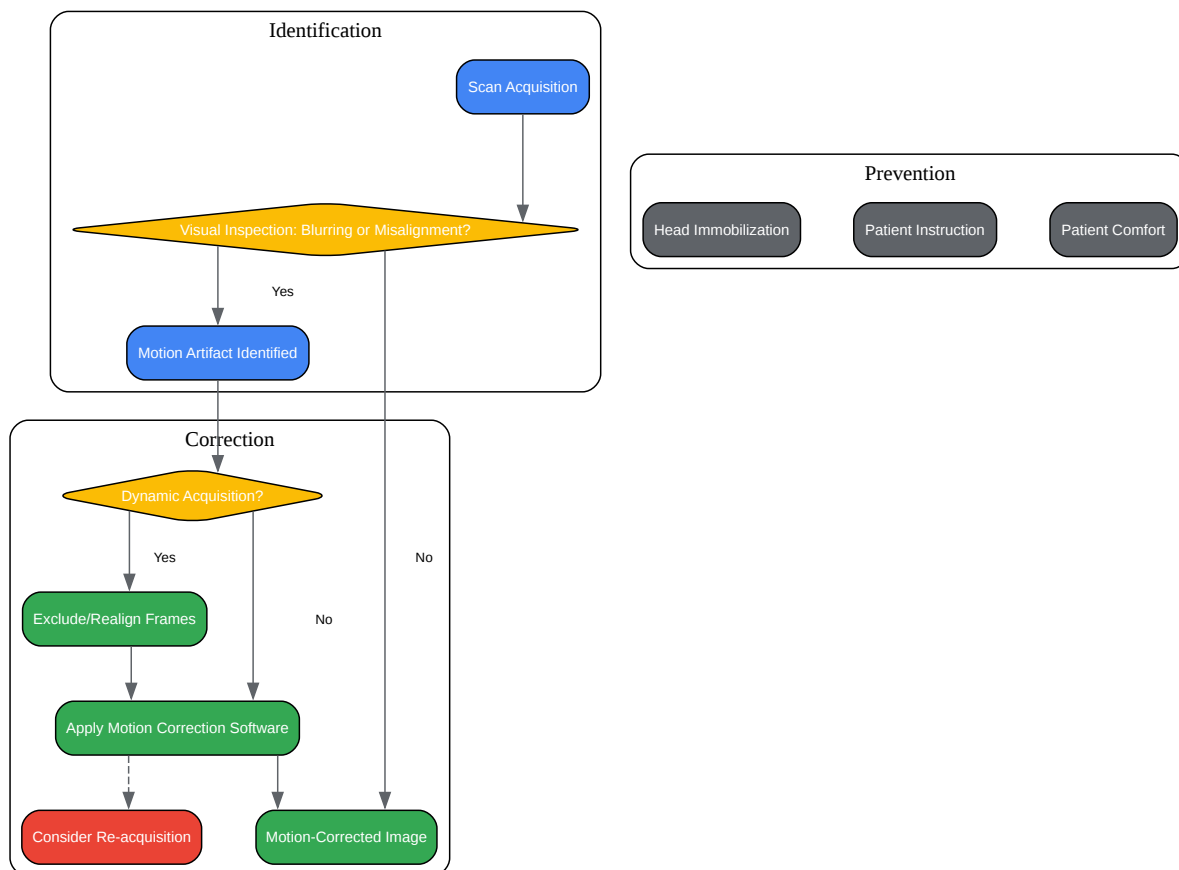 Identification
Scan Acquisition
Prevention
Head Immobilization
Patient Instruction
Patient Comfort
Visual Inspection: Blurring or Misalignment?
Yes
Motion Artifact Identified
Correction
Dynamic Acquisition?
Yes
No
Exclude/Realign Frames
No
Apply Motion Correction Software
Consider Re-acquisition
Motion-Corrected Image